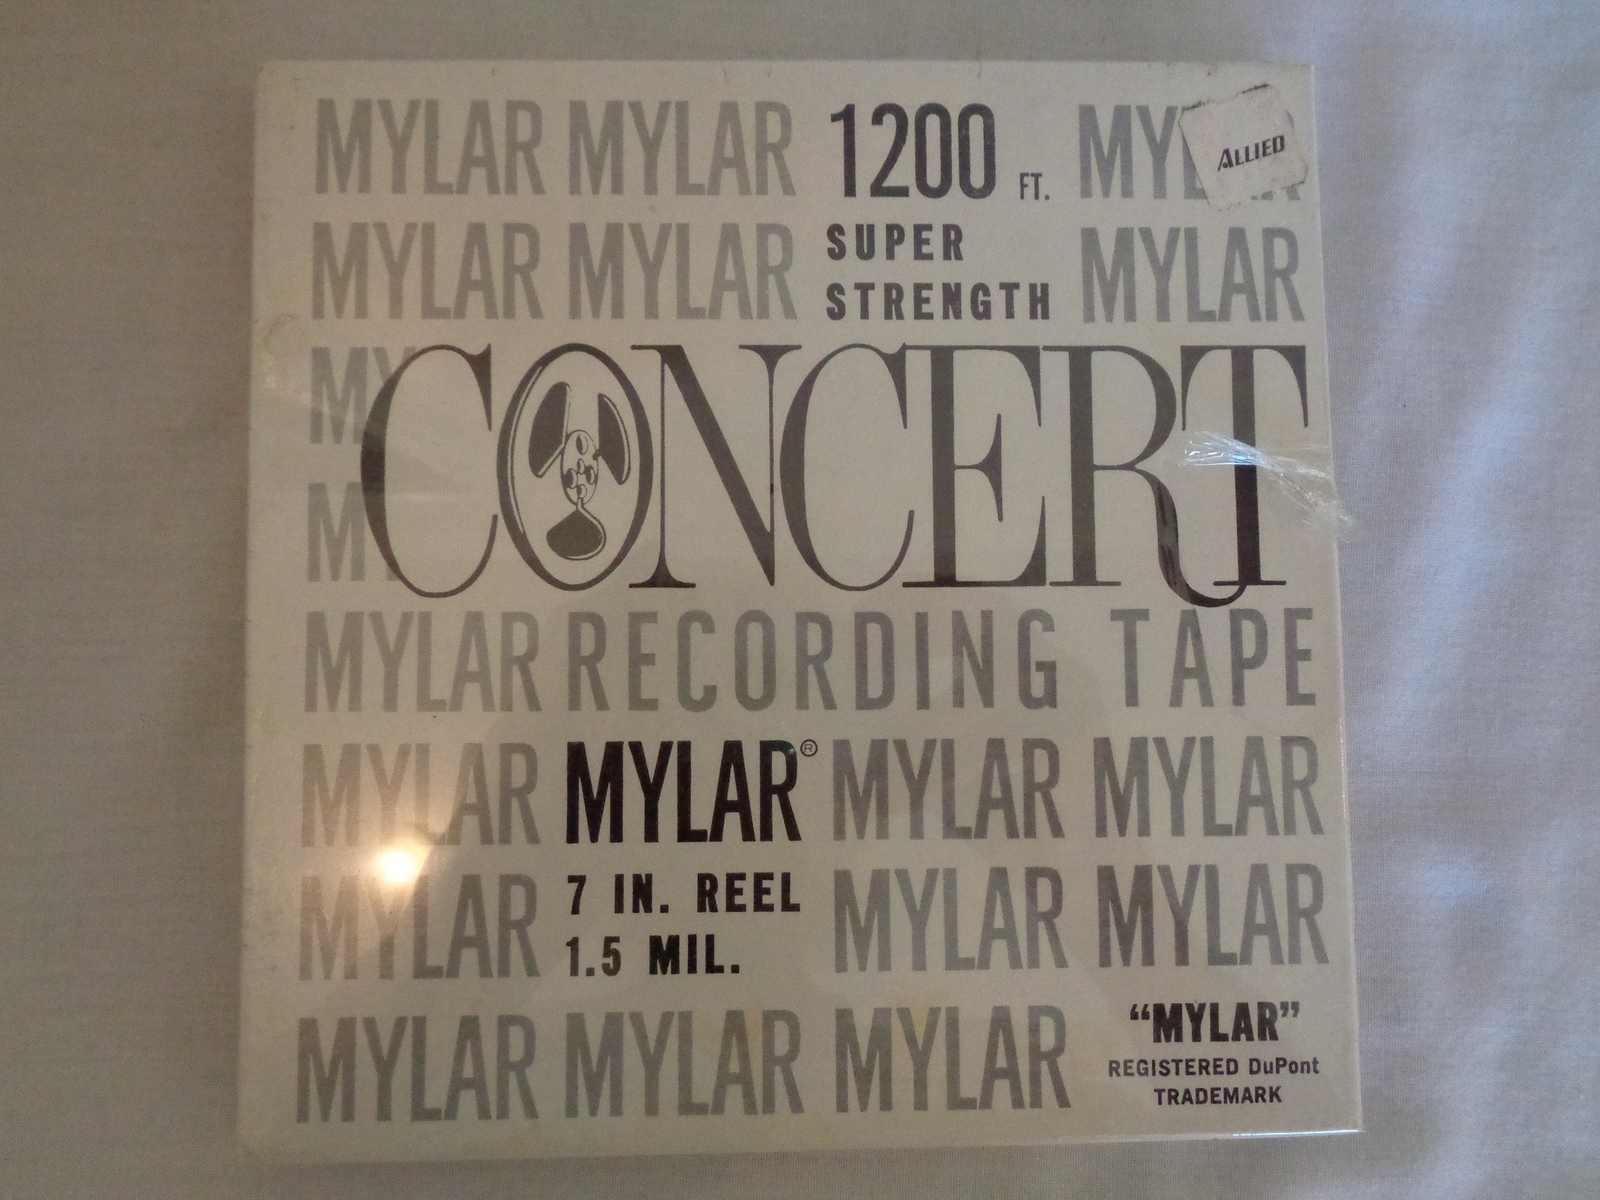 MYLAR MYLAR 1200 FT. MYLAR
ALLIED
MYLAR MYLAR SUPER STRENGTH MYLAR
MY
CONCERT
M
MYLAR RECORDING TAPE
MYLAR MYLAR® MYLAR MYLAR
MYLAR 7 IN. REEL MYLAR MYLAR
1.5 MIL.
MYLAR MYLAR MYLAR "MYLAR"
REGISTERED DuPont
TRADEMARK